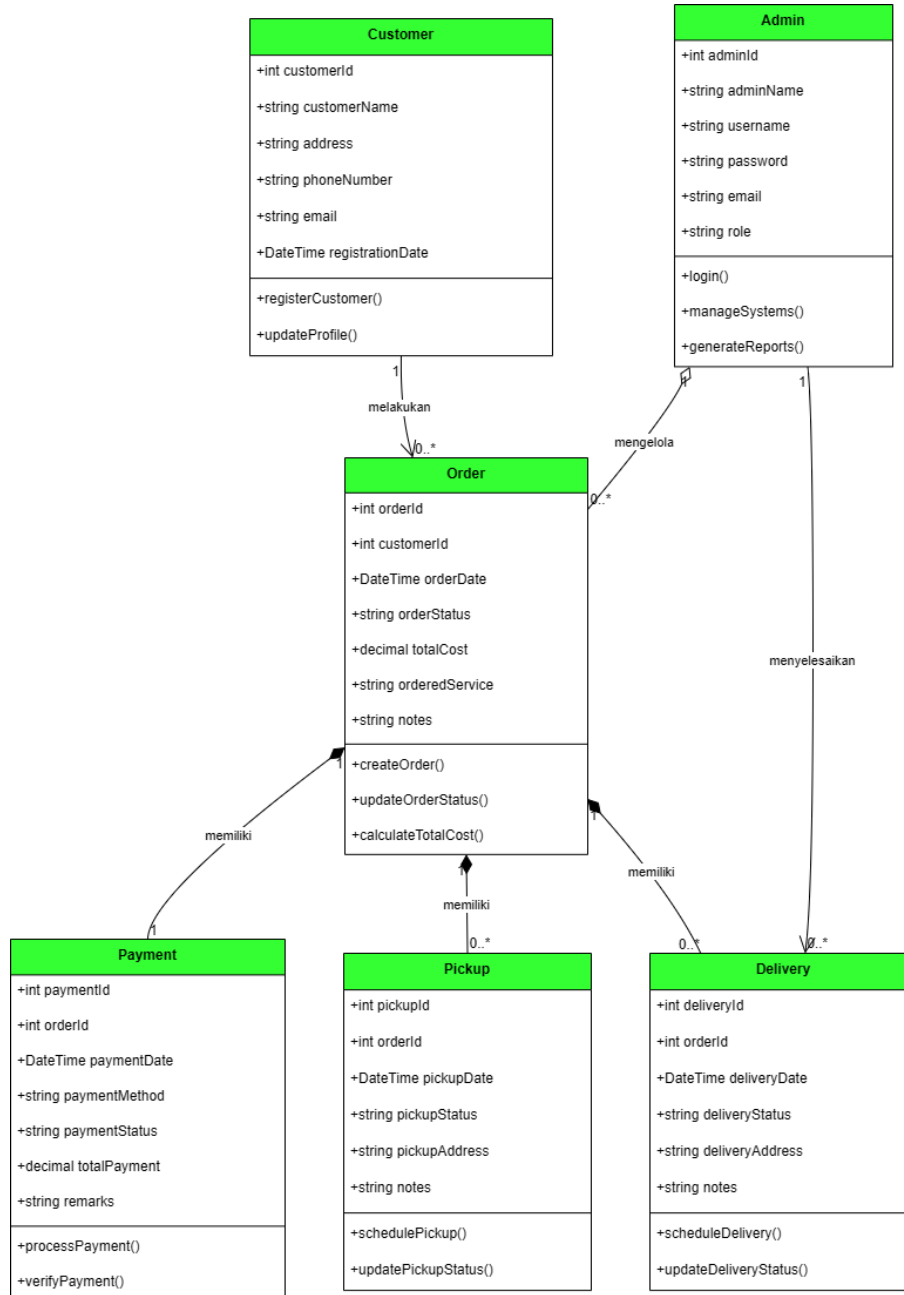 Customer
+int customerId
+string customerName
+string address
+string phoneNumber
+string email
+DateTime registrationDate
+registerCustomer()
+updateProfile()
Admin
+int adminId
+string adminName
+string username
+string password
+string email
+string role
+login()
+manageSystems()
+generateReports()
1
melakukan
0..*
1
mengelola
0..*
1
menyelesaikan
0..*
Order
+int orderId
+int customerId
+DateTime orderDate
+string orderStatus
+decimal totalCost
+string orderedService
+string notes
+createOrder()
+updateOrderStatus()
+calculateTotalCost()
1
memiliki
1
1
memiliki
0..*
1
memiliki
0..*
Payment
+int paymentId
+int orderId
+DateTime paymentDate
+string paymentMethod
+string paymentStatus
+decimal totalPayment
+string remarks
+processPayment()
+verifyPayment()
Pickup
+int pickupId
+int orderId
+DateTime pickupDate
+string pickupStatus
+string pickupAddress
+string notes
+schedulePickup()
+updatePickupStatus()
Delivery
+int deliveryId
+int orderId
+DateTime deliveryDate
+string deliveryStatus
+string deliveryAddress
+string notes
+scheduleDelivery()
+updateDeliveryStatus()